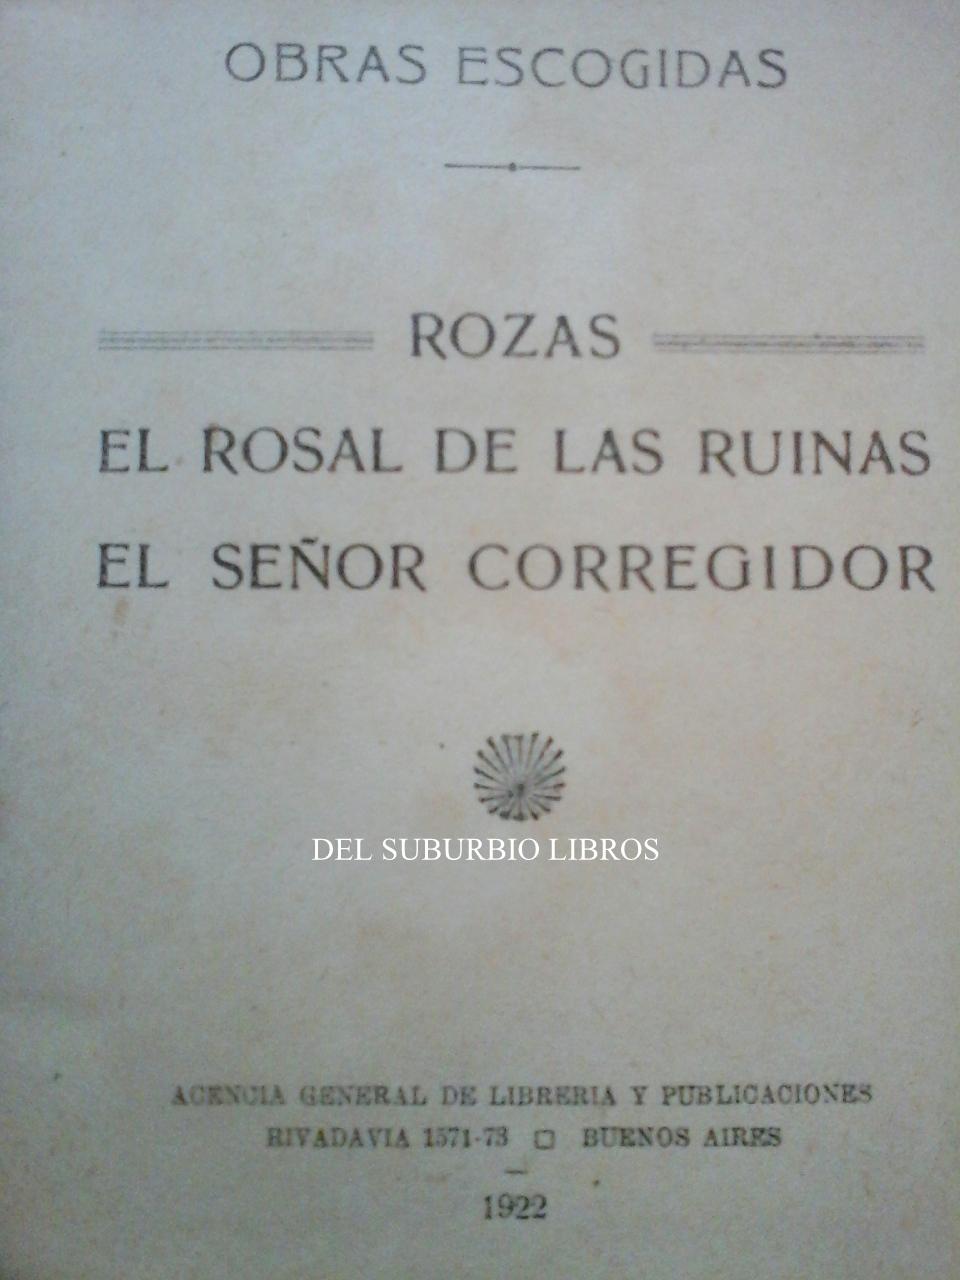 OBRAS ESCOGIDAS
ROZAS
EL ROSAL DE LAS RUINAS
EL SEÑOR CORREGIDOR
DEL SUBURBIO LIBROS
AGENCIA GENERAL DE LIBRERIA Y PUBLICACIONES
RIVADAVIA 1571-73 □ BUENOS AIRES
1922